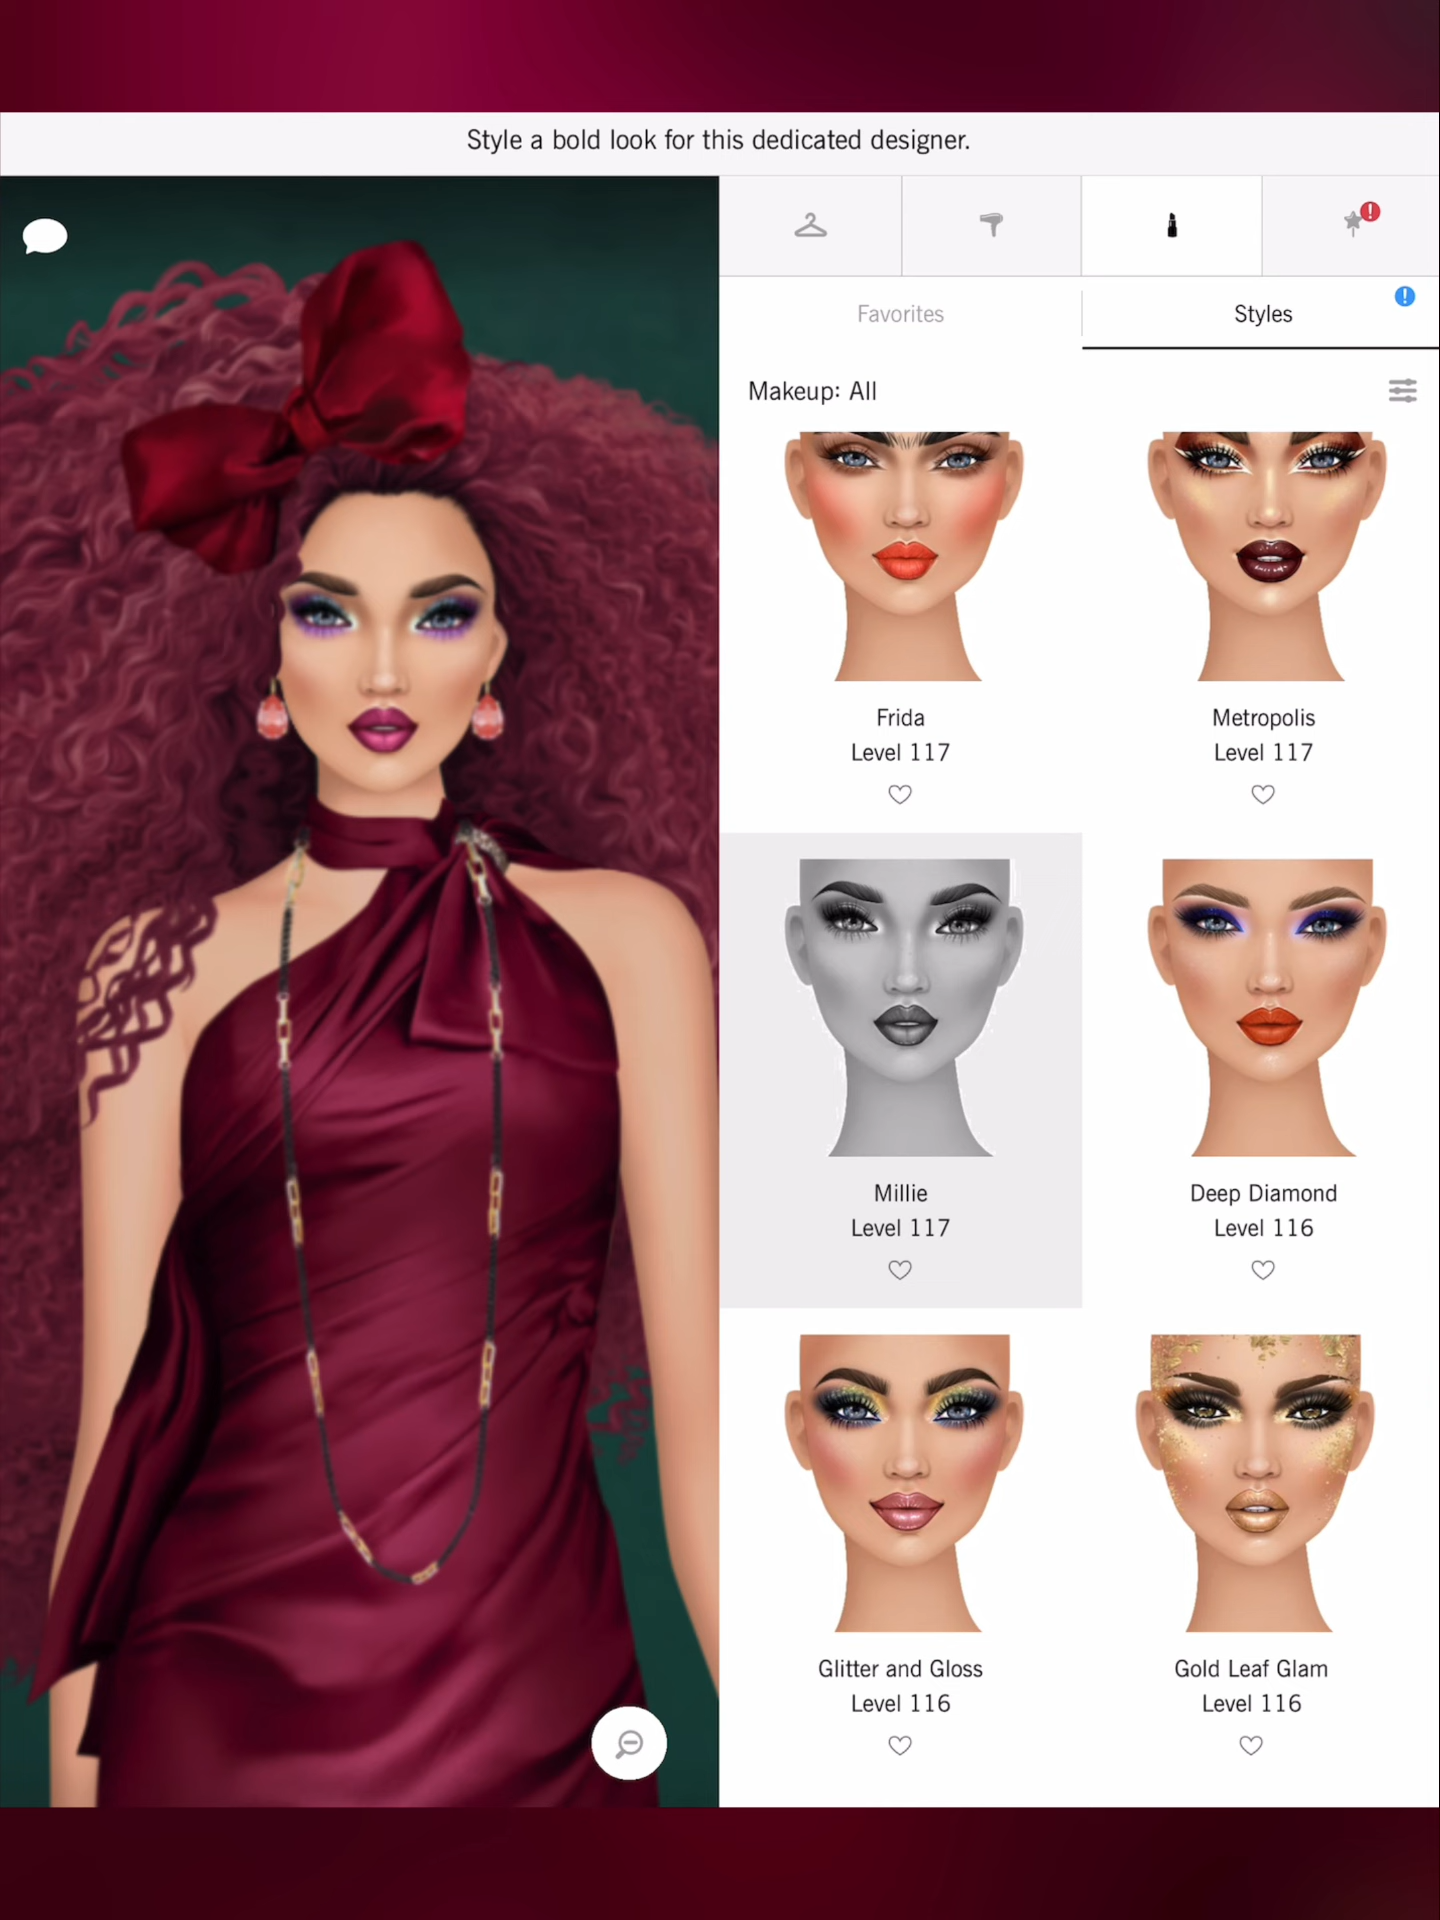 Style a bold look for this dedicated designer.
Favorites
Styles
Makeup: All
Frida
Level 117
Metropolis
Level 117
Millie
Level 117
Deep Diamond
Level 116
Glitter and Gloss
Level 116
Gold Leaf Glam
Level 116